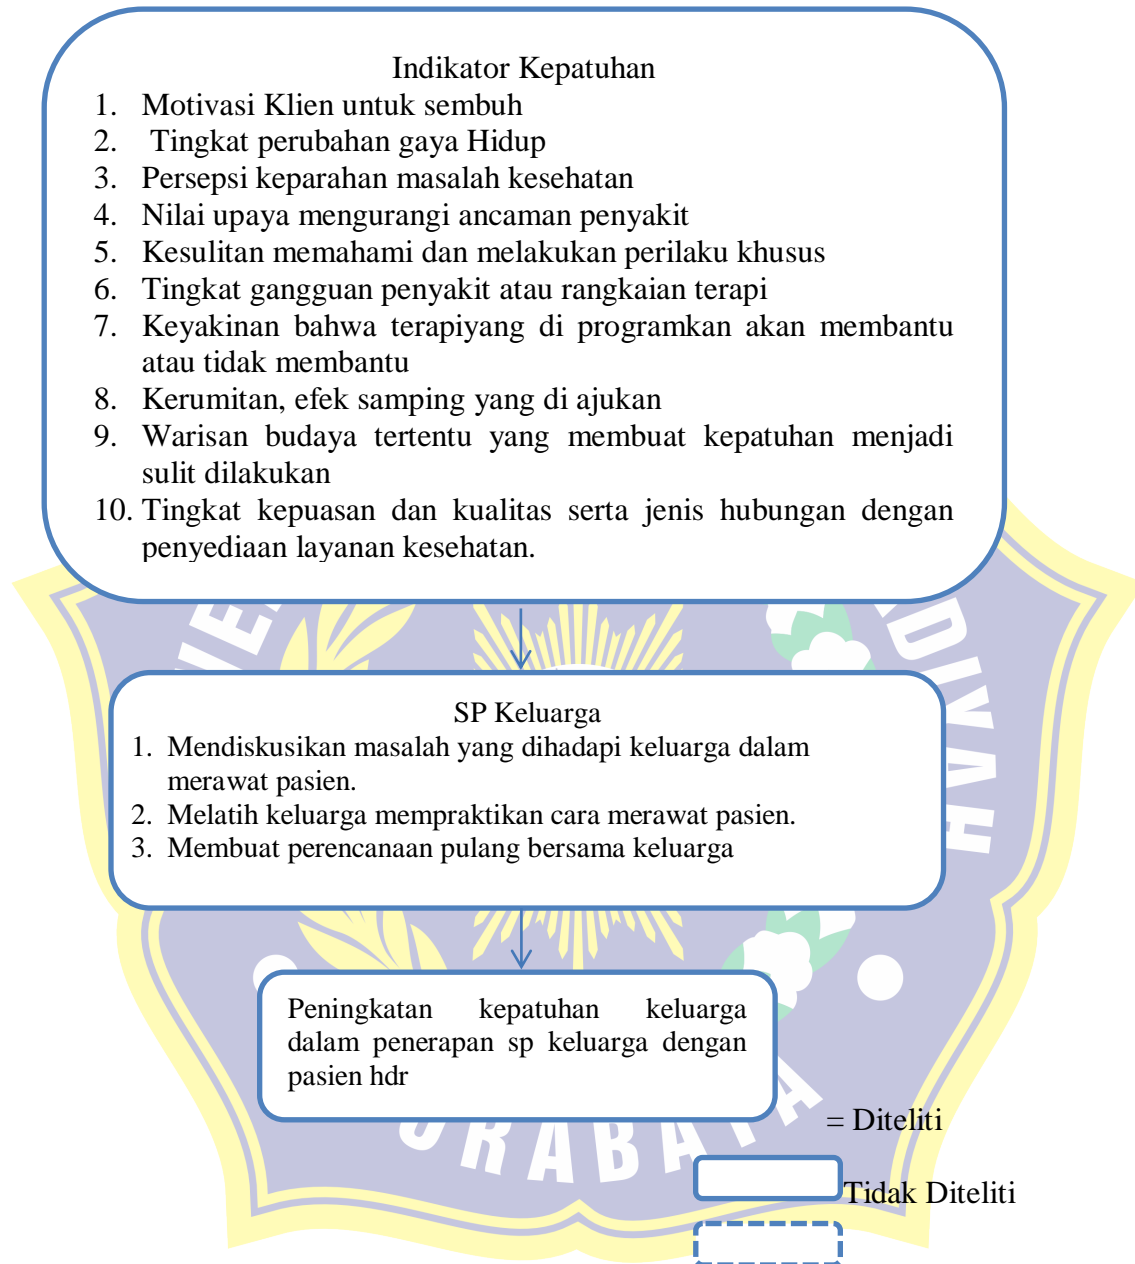 Indikator Kepatuhan
1. Motivasi Klien untuk sembuh
2. Tingkat perubahan gaya Hidup
3. Persepsi keparahan masalah kesehatan
4. Nilai upaya mengurangi ancaman penyakit
5. Kesulitan memahami dan melakukan perilaku khusus
6. Tingkat gangguan penyakit atau rangkaian terapi
7. Keyakinan bahwa terapiyang di programkan akan membantu
atau tidak membantu
8. Kerumitan, efek samping yang di ajukan
9. Warisan budaya tertentu yang membuat kepatuhan menjadi
sulit dilakukan
10. Tingkat kepuasan dan kualitas serta jenis hubungan dengan
penyediaan layanan kesehatan.
SP Keluarga
1. Mendiskusikan masalah yang dihadapi keluarga dalam
merawat pasien.
2. Melatih keluarga mempraktikan cara merawat pasien.
3. Membuat perencanaan pulang bersama keluarga
Peningkatan kepatuhan keluarga
dalam penerapan sp keluarga dengan
pasien hdr
= Diteliti
Tidak Diteliti